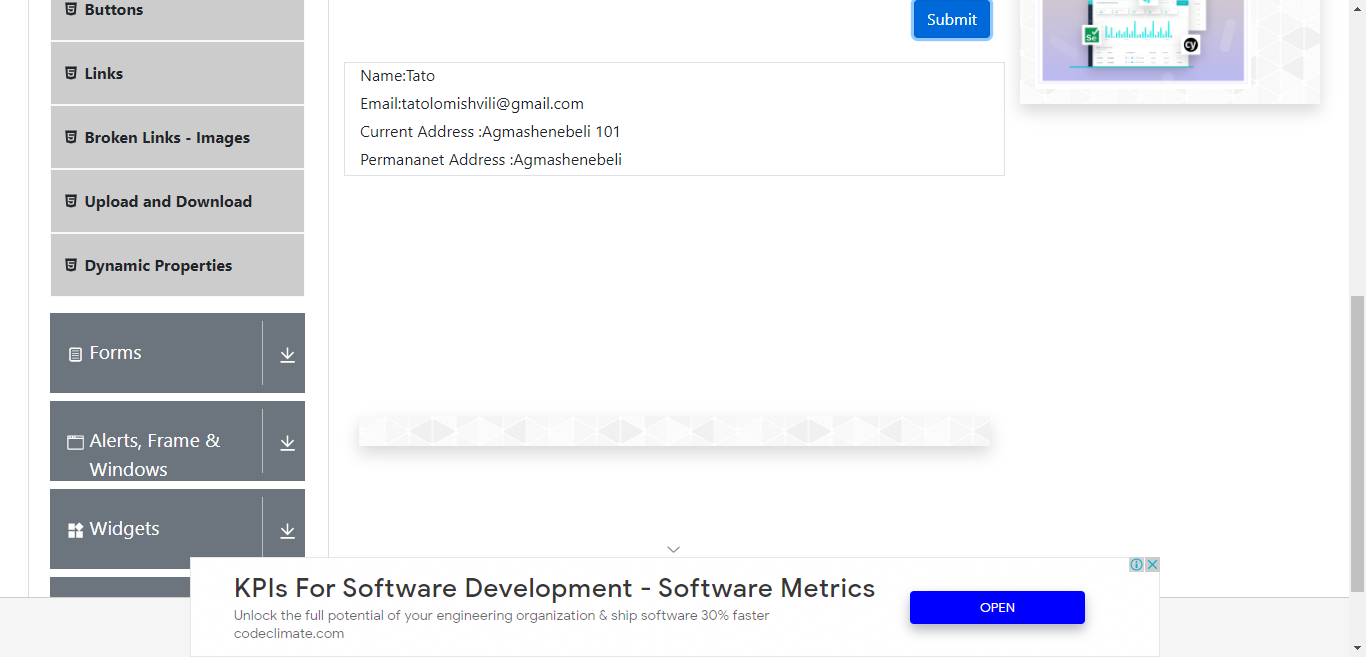 Buttons
Links
Broken Links - Images
Upload and Download
Dynamic Properties
Forms
Alerts, Frame &
Windows
Widgets
Submit
Name:Tato
Email:tatolomishvili@gmail.com
Current Address :Agmashenebeli 101
Permananet Address :Agmashenebeli
Se
cy
KPIs For Software Development - Software Metrics
Unlock the full potential of your engineering organization & ship software 30% faster
codeclimate.com
OPEN